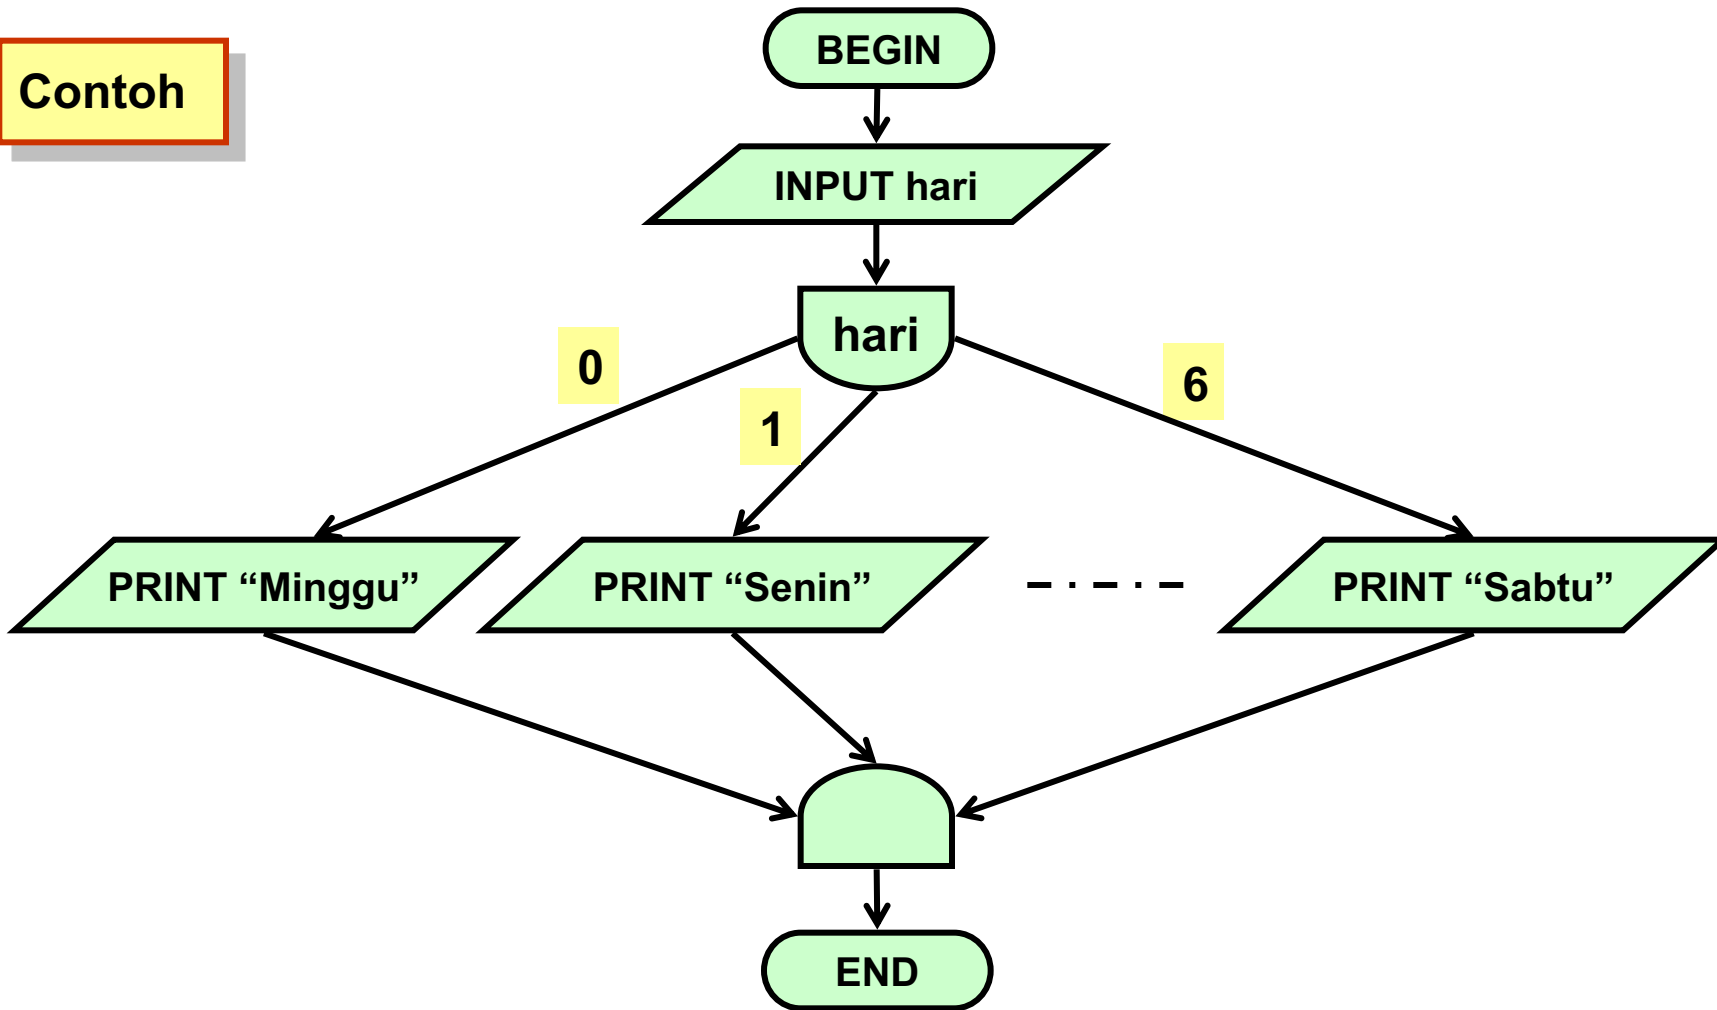 Contoh
BEGIN
INPUT hari
hari
0
1
6
PRINT “Minggu”
PRINT “Senin”
PRINT “Sabtu”
END